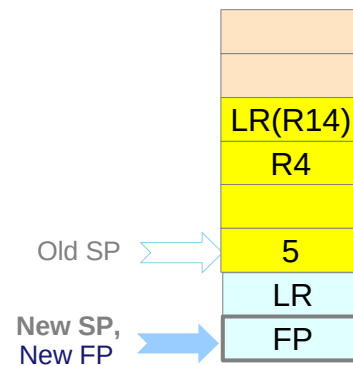 LR(R14)
R4
Old SP
5
LR
New SP,
New FP
FP